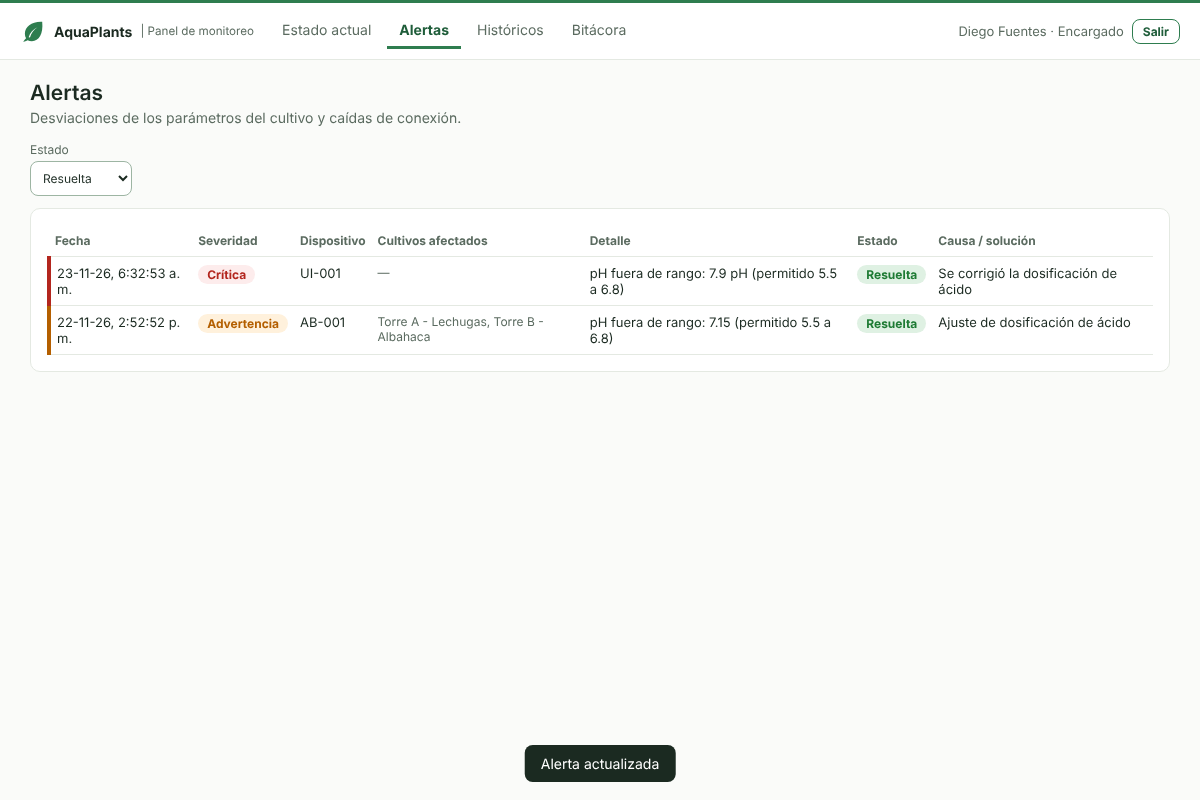 AquaPlants | Panel de monitoreo Estado actual Alertas Históricos Bitácora Diego Fuentes · Encargado Salir
Alertas
Desviaciones de los parámetros del cultivo y caídas de conexión.
Estado
Resuelta
Fecha Severidad Dispositivo Cultivos afectados Detalle Estado Causa / solución
23-11-26, 6:32:53 a. Crítica UI-001 — pH fuera de rango: 7.9 pH (permitido 5.5 Resuelta Se corrigió la dosificación de
m. a 6.8) ácido
22-11-26, 2:52:52 p. Advertencia AB-001 Torre A - Lechugas, Torre B - pH fuera de rango: 7.15 (permitido 5.5 a Resuelta Ajuste de dosificación de ácido
m. Albahaca 6.8)
Alerta actualizada